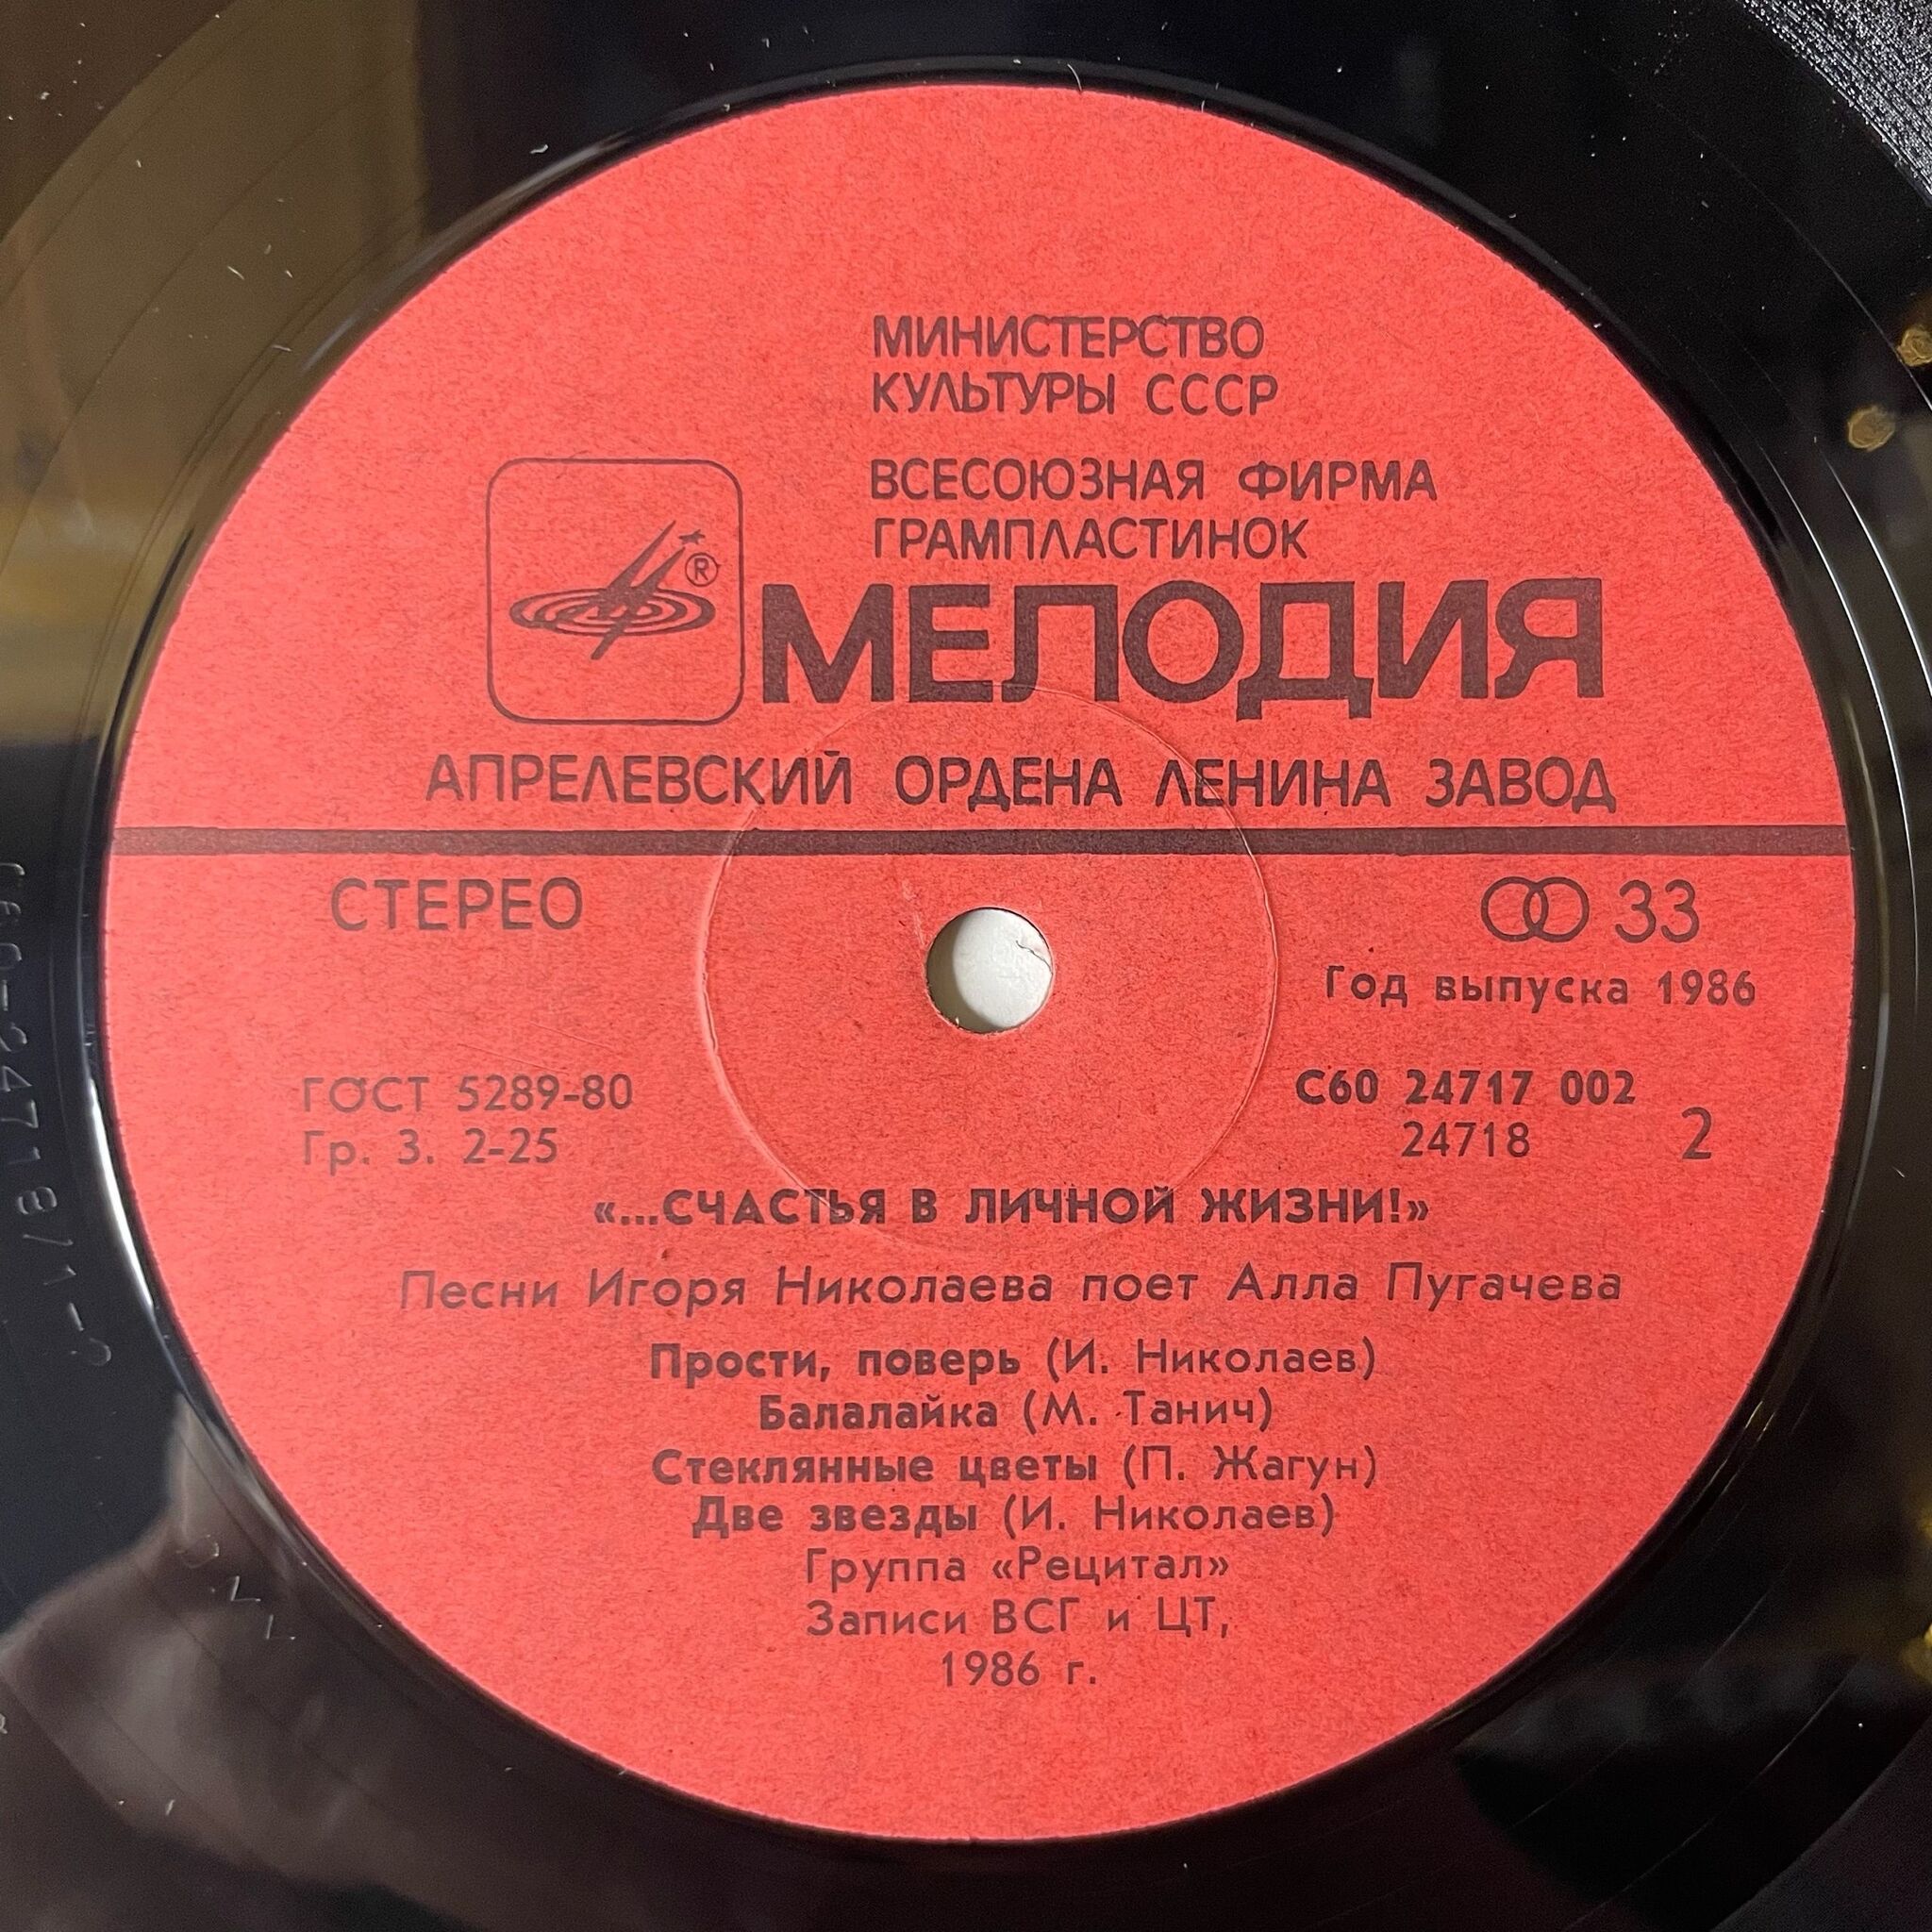 МИНИСТЕРСТВО
КУЛЬТУРЫ СССР
ВСЕСОЮЗНАЯ ФИРМА
ГРАМПЛАСТИНОК
®
МЕЛОДИЯ
АПРЕЛЕВСКИЙ ОРДЕНА ЛЕНИНА ЗАВОД
СТЕРЕО
33
Год выпуска 1986
ГОСТ 5289-80
Гр. 3. 2-25
С60 24717 002
24718
2
«...СЧАСТЬЯ В ЛИЧНОЙ ЖИЗНИ!»
Песни Игоря Николаева поет Алла Пугачева
Прости, поверь (И. Николаев)
Балалайка (М. Танич)
Стеклянные цветы (П. Жагун)
Две звезды (И. Николаев)
Группа «Рецитал»
Записи ВСГ и ЦТ,
1986 г.